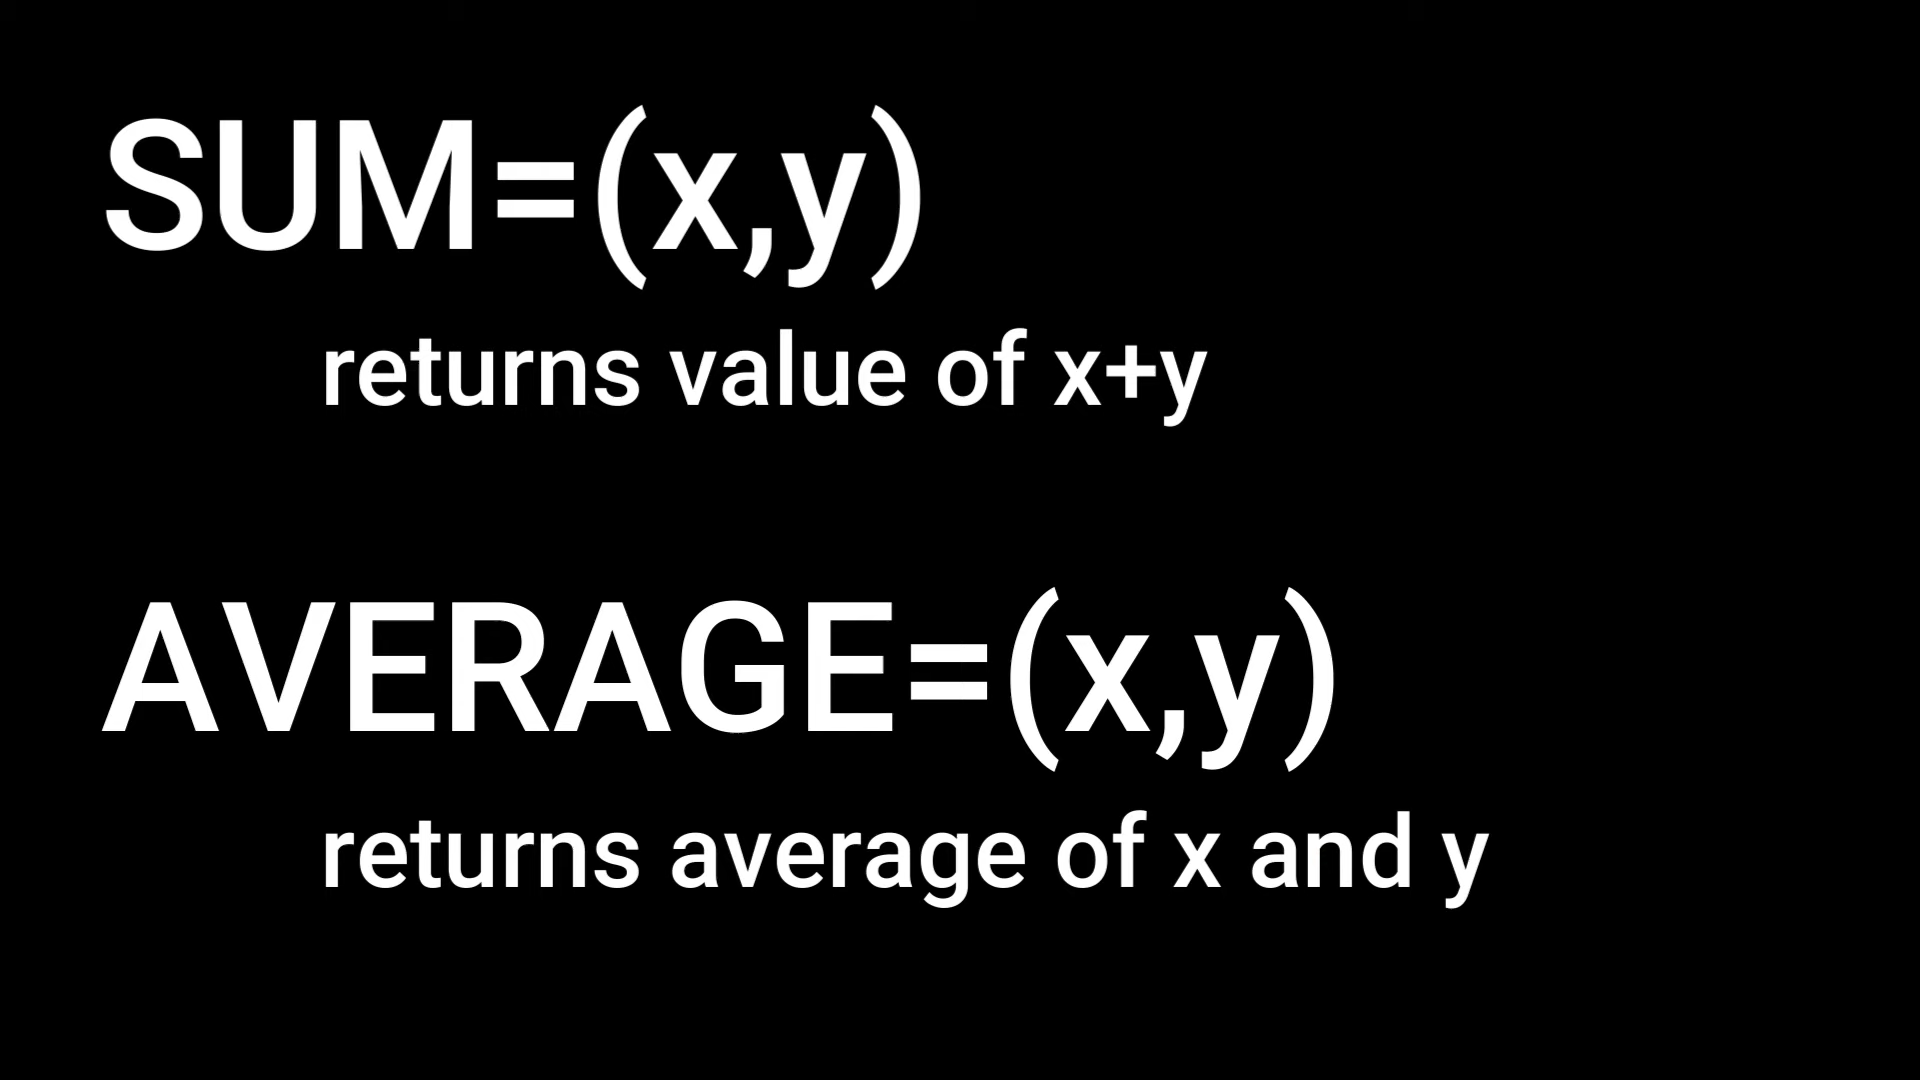 SUM=(x,y)
returns value of x+y
AVERAGE=(x,y)
returns average of x and y